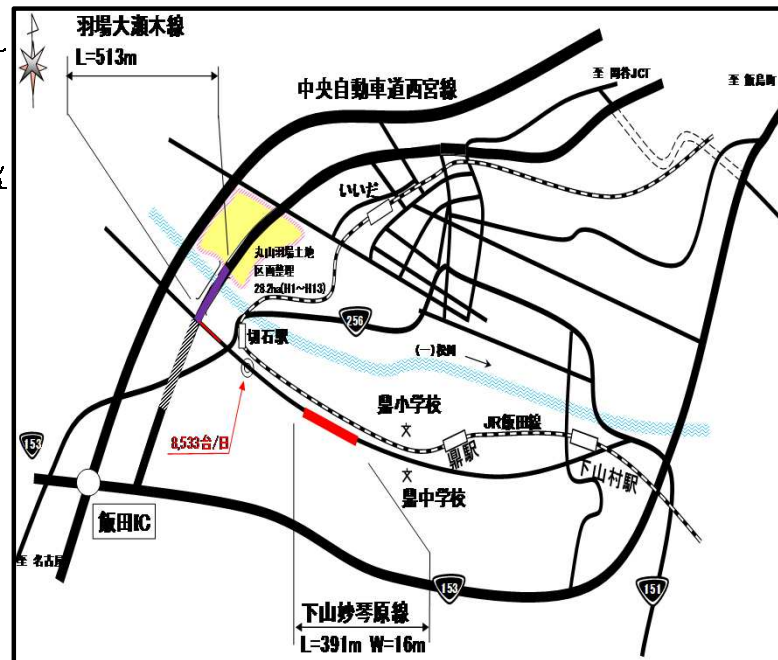 羽場大瀬木線
L=513m
中央自動車道西宮線
至 岡谷JCT
至 飯島町
いいだ
丸山羽場土地
区画整理
28.2ha(H1〜H13)
256
切石駅
(一)松川
8,533台/日
鼎小学校
JR飯田線
鼎駅
下山村駅
鼎中学校
153
飯田IC
至 名古屋
153
151
下山妙琴原線
L=391m W=16m